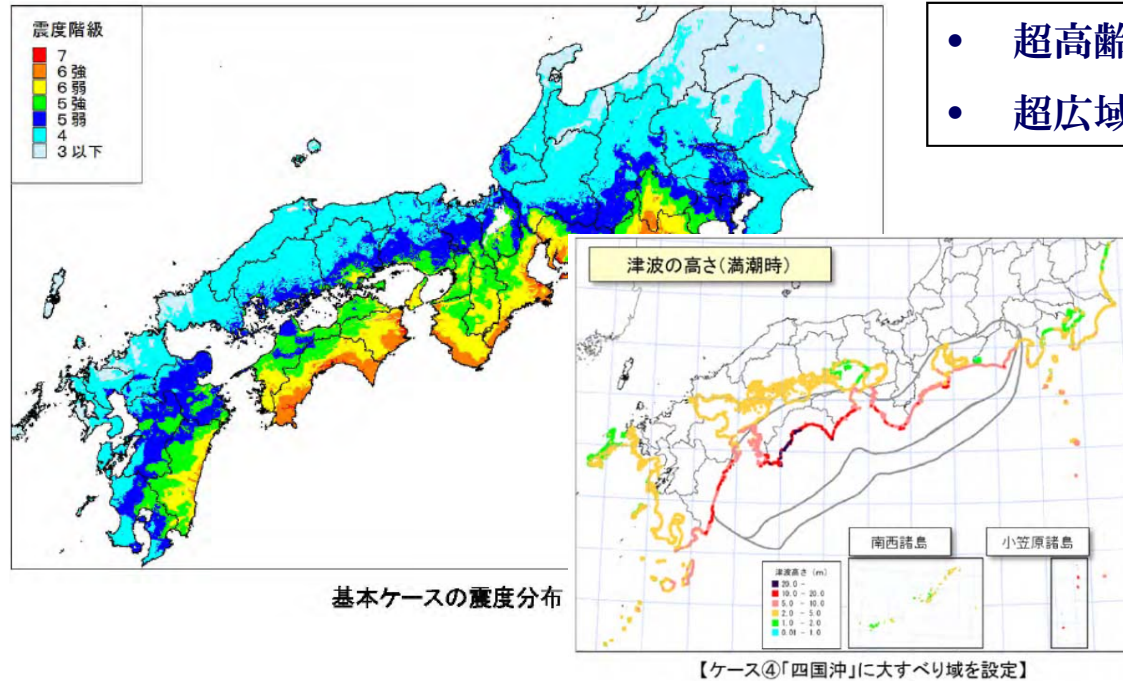 震度階級
7
6強
6弱
5強
5弱
4
3以下
• 超高齢
• 超広域
津波の高さ(満潮時)
南西諸島
小笠原諸島
津波高さ (m)
20.0 -
10.0 - 20.0
5.0 - 10.0
2.0 - 5.0
1.0 - 2.0
0.01 - 1.0
基本ケースの震度分布
【ケース④「四国沖」に大すべり域を設定】